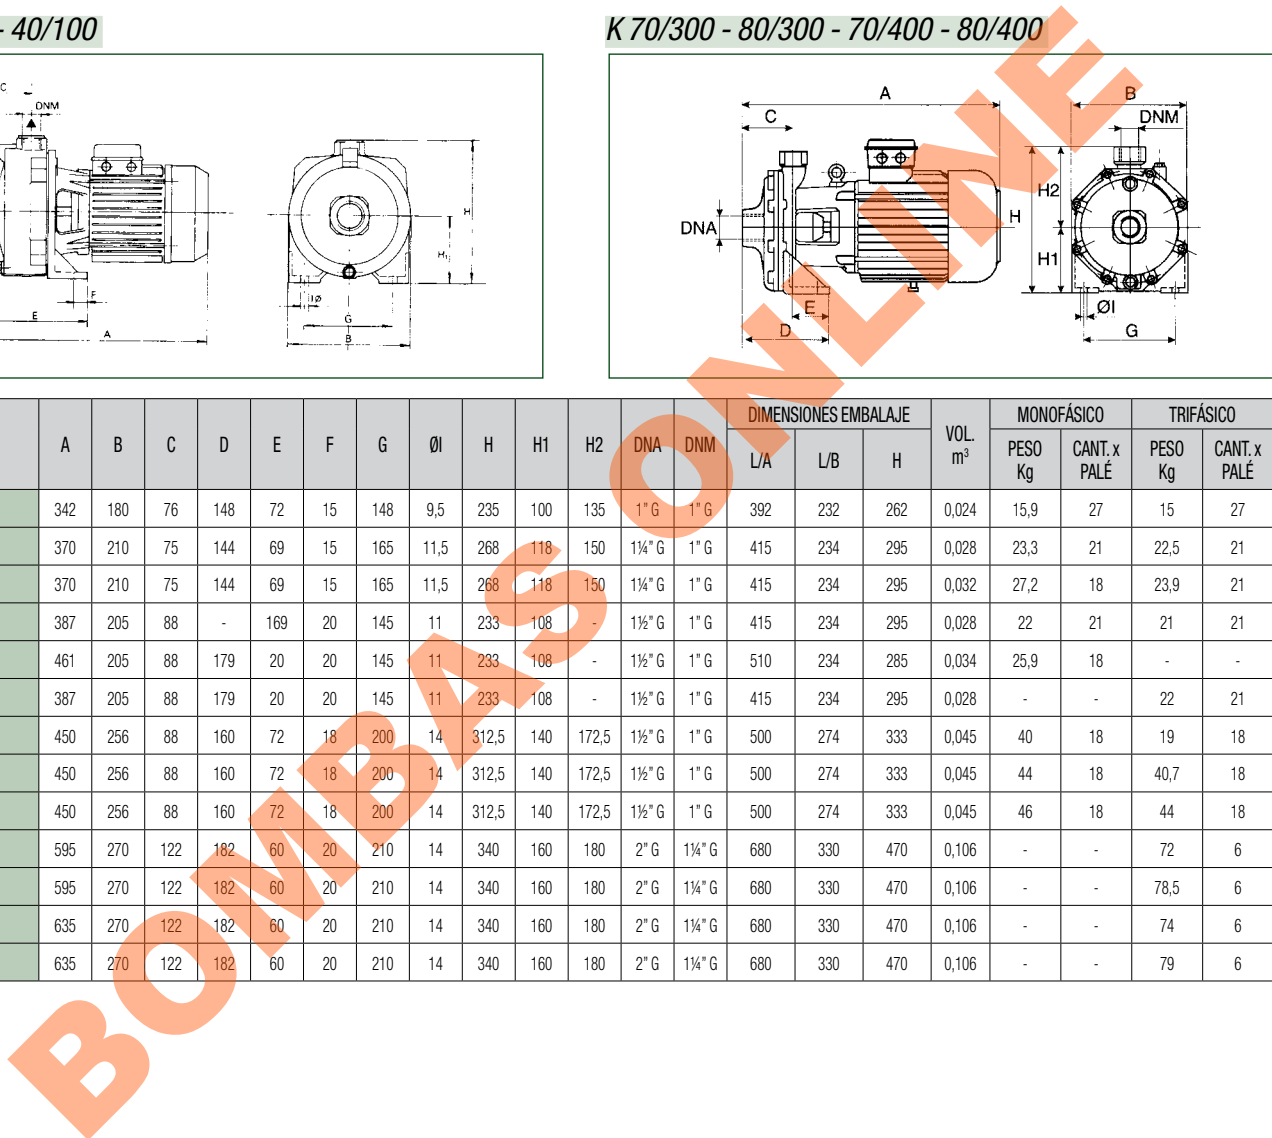 - 40/100
K 70/300 - 80/300 - 70/400 - 80/400
C
DNM
F
E
A
H
H1
IØ
G
B
A
C
DNA
E
D
B
DNM
H2
H
H1
ØI
G
A B C D E F G ØI H H1 H2 DNA DNM DIMENSIONES EMBALAJE VOL. m³ MONOFÁSICO TRIFÁSICO
L/A L/B H PESO Kg CANT. x PALÉ PESO Kg CANT. x PALÉ
342 180 76 148 72 15 148 9,5 235 100 135 1" G 1" G 392 232 262 0,024 15,9 27 15 27
370 210 75 144 69 15 165 11,5 268 118 150 1¼" G 1" G 415 234 295 0,028 23,3 21 22,5 21
370 210 75 144 69 15 165 11,5 268 118 150 1¼" G 1" G 415 234 295 0,032 27,2 18 23,9 21
387 205 88 - 169 20 145 11 233 108 - 1½" G 1" G 415 234 295 0,028 22 21 21 21
461 205 88 179 20 20 145 11 233 108 - 1½" G 1" G 510 234 285 0,034 25,9 18 - -
387 205 88 179 20 20 145 11 233 108 - 1½" G 1" G 415 234 295 0,028 - - 22 21
450 256 88 160 72 18 200 14 312,5 140 172,5 1½" G 1" G 500 274 333 0,045 40 18 19 18
450 256 88 160 72 18 200 14 312,5 140 172,5 1½" G 1" G 500 274 333 0,045 44 18 40,7 18
450 256 88 160 72 18 200 14 312,5 140 172,5 1½" G 1" G 500 274 333 0,045 46 18 44 18
595 270 122 182 60 20 210 14 340 160 180 2" G 1¼" G 680 330 470 0,106 - - 72 6
595 270 122 182 60 20 210 14 340 160 180 2" G 1¼" G 680 330 470 0,106 - - 78,5 6
635 270 122 182 60 20 210 14 340 160 180 2" G 1¼" G 680 330 470 0,106 - - 74 6
635 270 122 182 60 20 210 14 340 160 180 2" G 1¼" G 680 330 470 0,106 - - 79 6
BOMBAS ONLINE